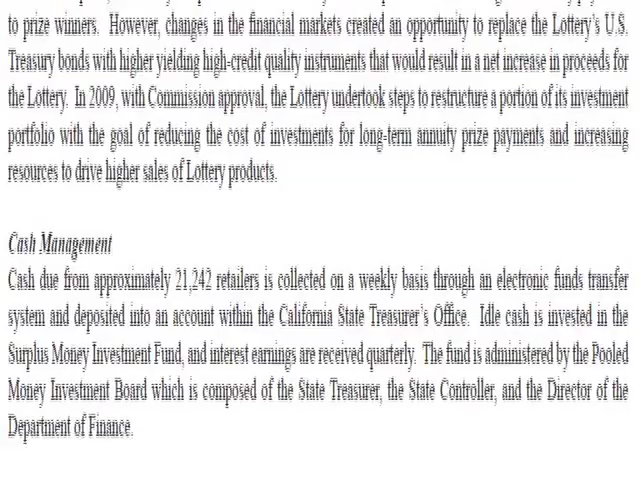 to prize winners.  However, changes in the financial markets created an opportunity to replace the Lottery's U.S.
Treasury bonds with higher yielding high-credit quality instruments that would result in a net increase in proceeds for
the Lottery.  In 2009, with Commission approval, the Lottery undertook steps to restructure a portion of its investment
portfolio with the goal of reducing the cost of investments for long-term annuity prize payments and increasing
resources to drive higher sales of Lottery products.
Cash Management
Cash due from approximately 21,242 retailers is collected on a weekly basis through an electronic funds transfer
system and deposited into an account within the California State Treasurer's Office.  Idle cash is invested in the
Surplus Money Investment Fund, and interest earnings are received quarterly.  The fund is administered by the Pooled
Money Investment Board which is composed of the State Treasurer, the State Controller, and the Director of the
Department of Finance.